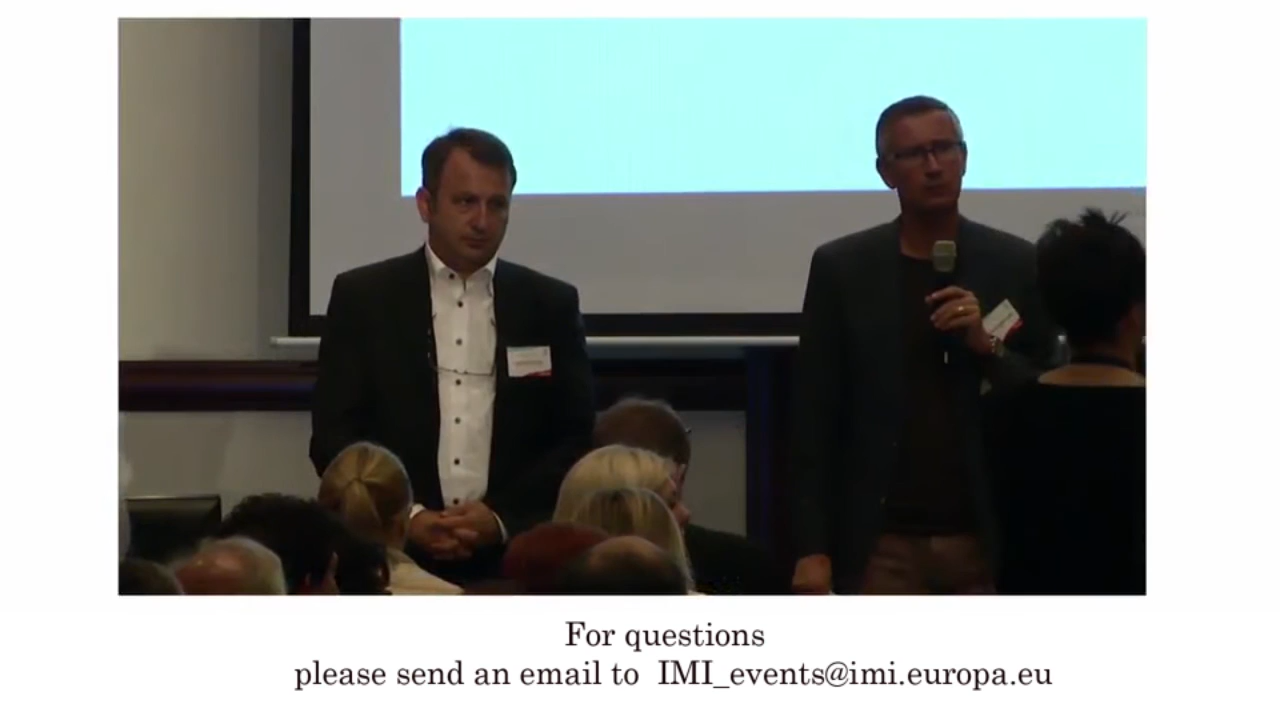 For questions
please send an email to IMI_events@imi.europa.eu